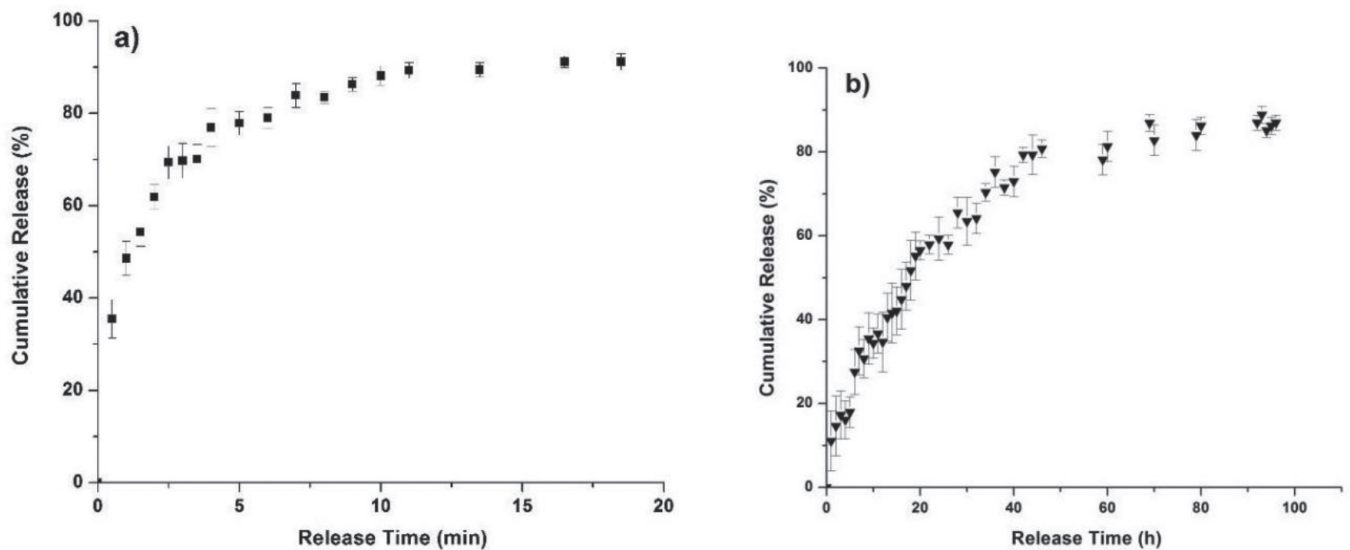 a)
100
80
60
40
20
0
Cumulative Release (%)
0 5 10 15 20
Release Time (min)
b)
100
80
60
40
20
0
Cumulative Release (%)
0 20 40 60 80 100
Release Time (h)